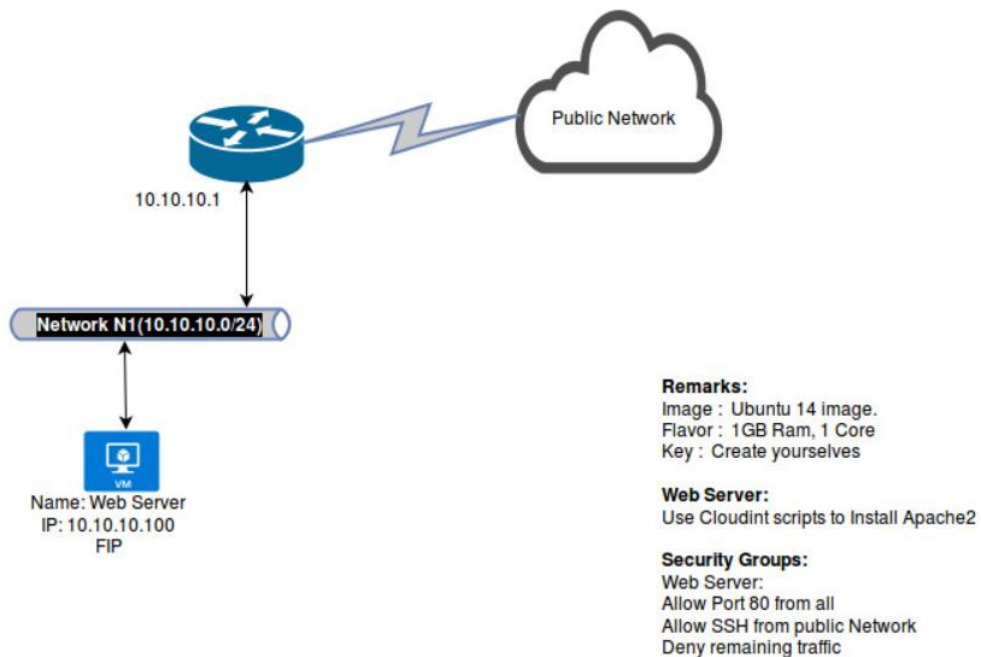 Public Network
10.10.10.1
Network N1(10.10.10.0/24)
VM
Name: Web Server
IP: 10.10.10.100
FIP
Remarks:
Image : Ubuntu 14 image.
Flavor : 1GB Ram, 1 Core
Key : Create yourselves
Web Server:
Use Cloudint scripts to Install Apache2
Security Groups:
Web Server:
Allow Port 80 from all
Allow SSH from public Network
Deny remaining traffic